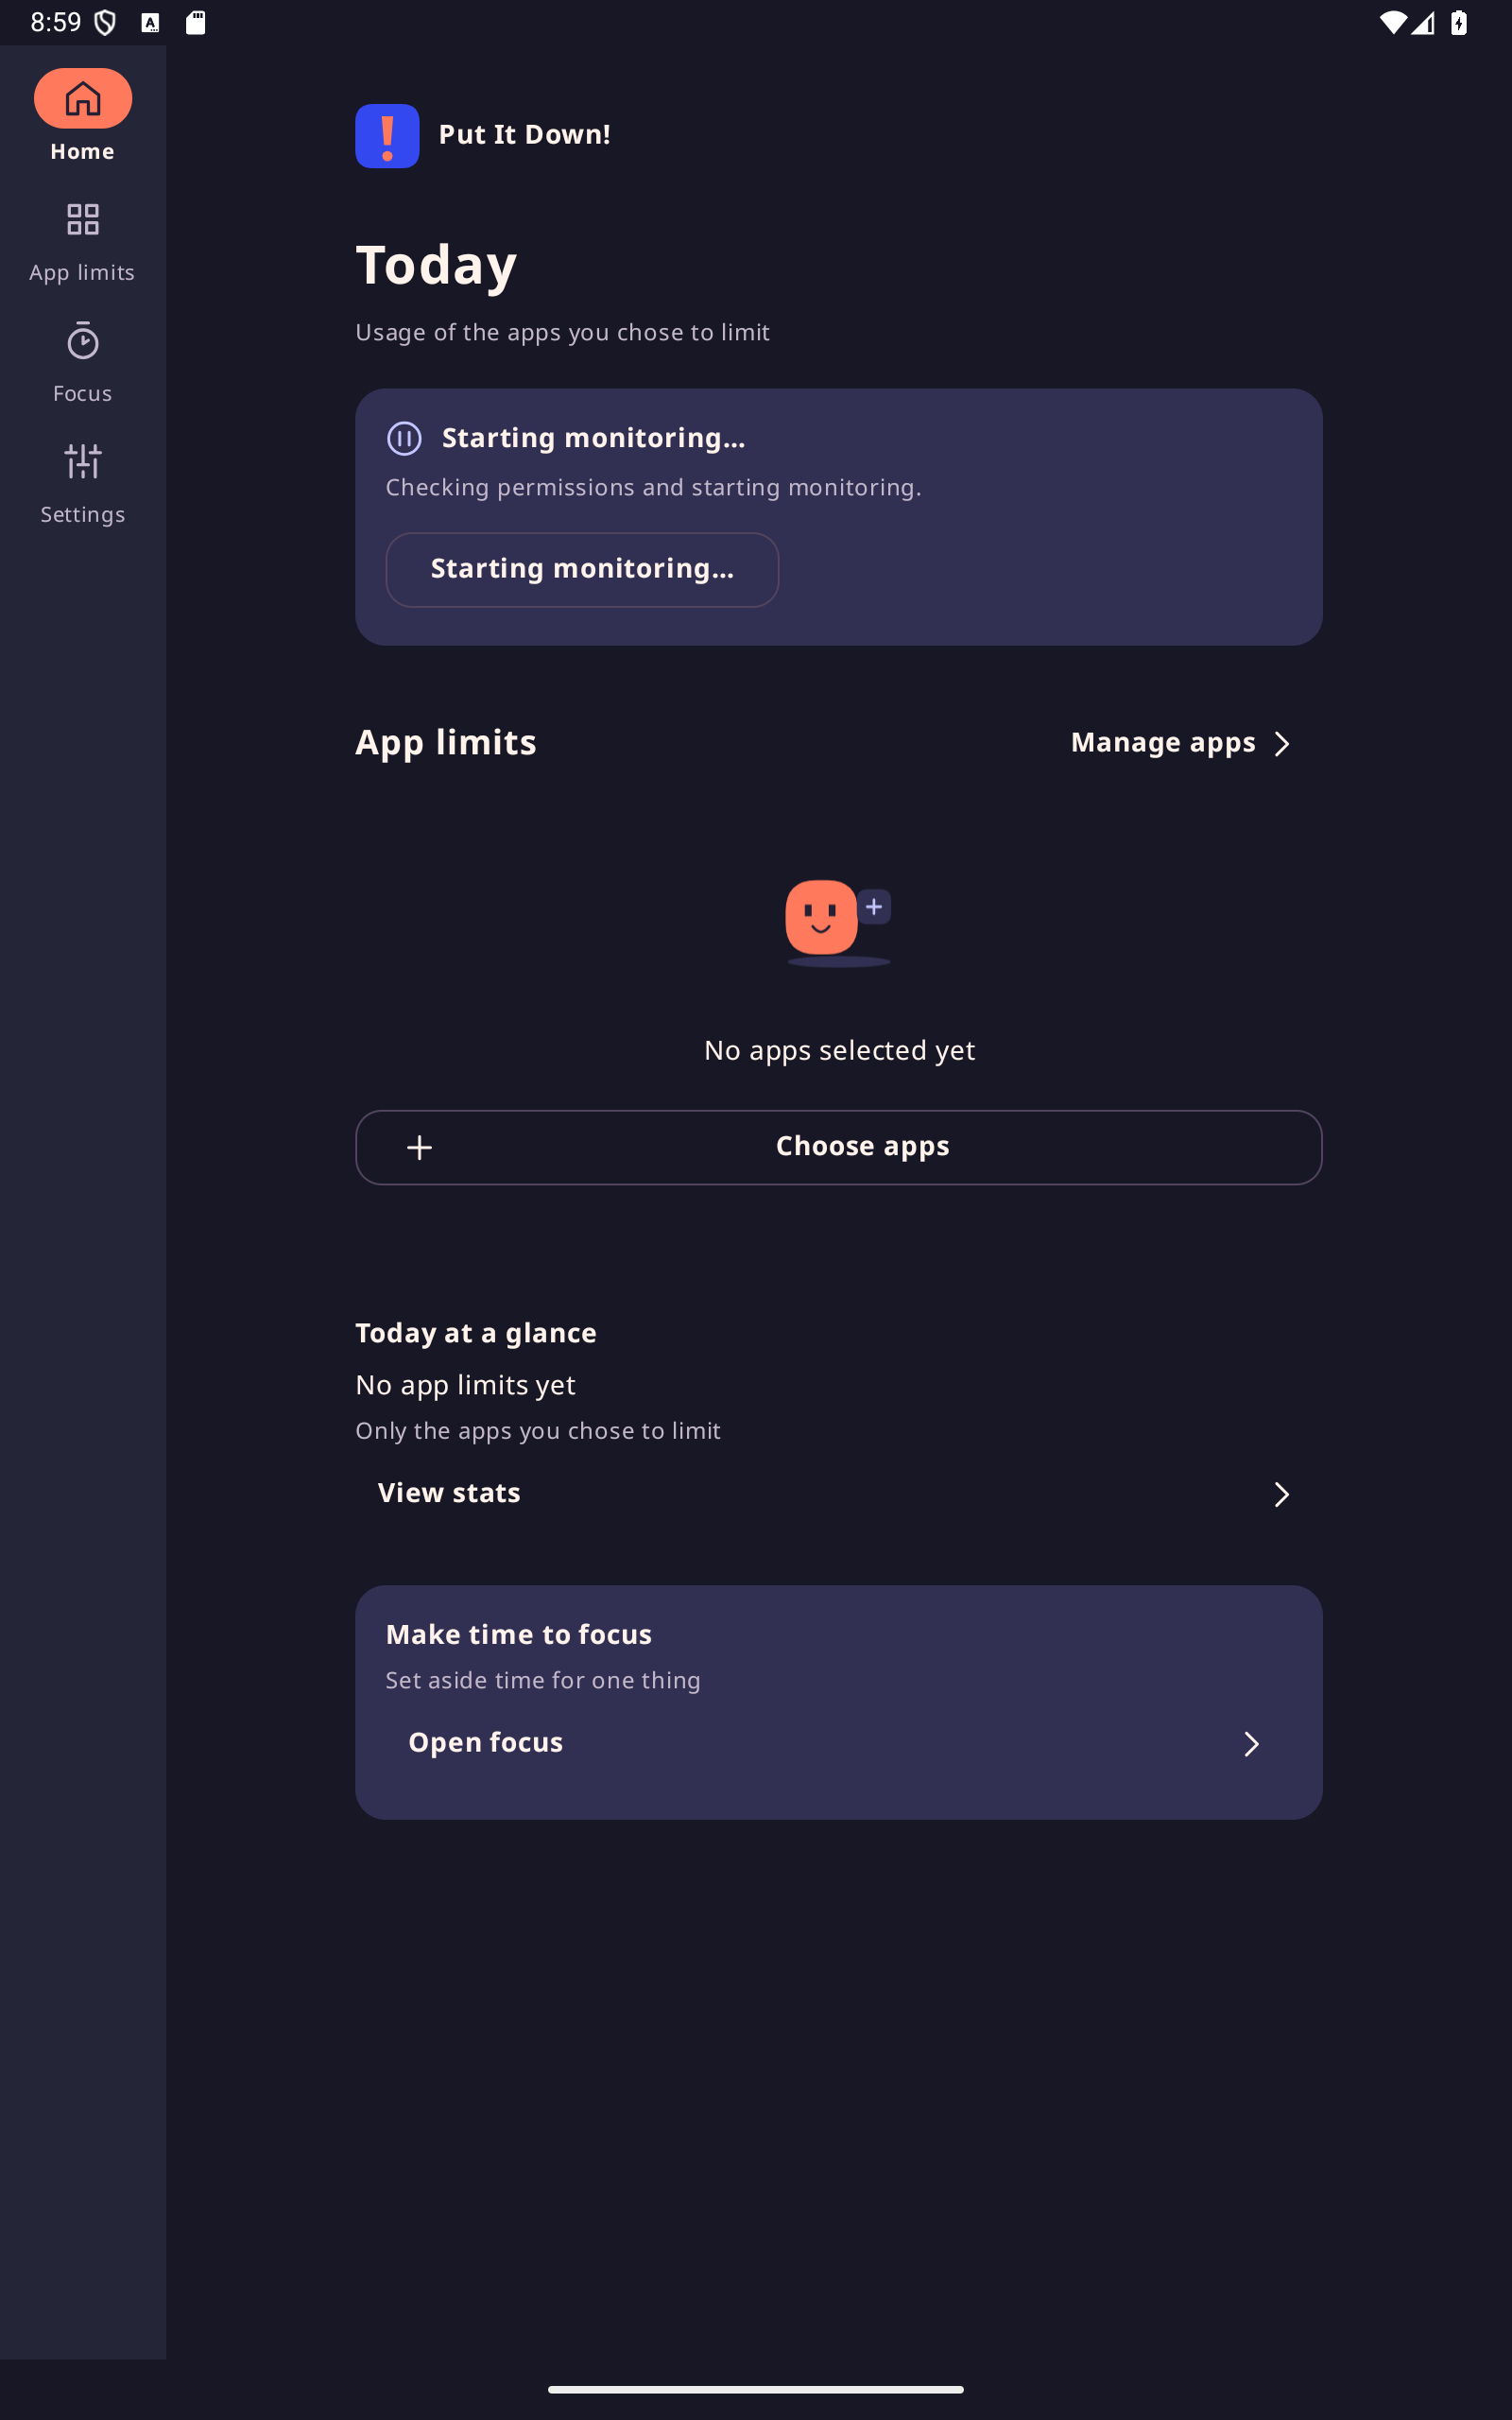 8:59
Home
App limits
Focus
Settings
Put It Down!
Today
Usage of the apps you chose to limit
Starting monitoring...
Checking permissions and starting monitoring.
Starting monitoring...
App limits
Manage apps
No apps selected yet
Choose apps
Today at a glance
No app limits yet
Only the apps you chose to limit
View stats
Make time to focus
Set aside time for one thing
Open focus